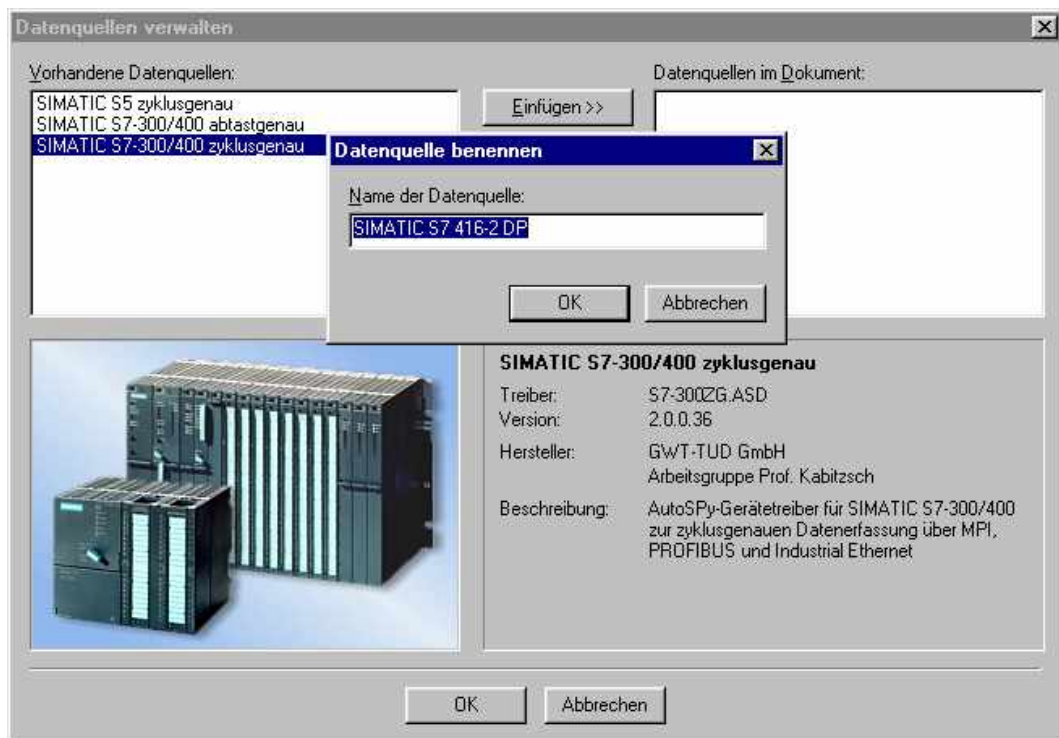 Datenquellen verwalten
Vorhandene Datenquellen:
SIMATIC S5 zyklusgenau
SIMATIC S7-300/400 abtastgenau
SIMATIC S7-300/400 zyklusgenau
Einfügen >>
Datenquellen im Dokument:
Datenquelle benennen
Name der Datenquelle:
SIMATIC S7 416-2 DP
OK
Abbrechen
SIMATIC S7-300/400 zyklusgenau
Treiber: S7-300ZG.ASD
Version: 2.0.0.36
Hersteller: GWT-TUD GmbH
Arbeitsgruppe Prof. Kabitzsch
Beschreibung: AutoSPy-Gerätetreiber für SIMATIC S7-300/400
zur zyklusgenauen Datenerfassung über MPI,
PROFIBUS und Industrial Ethernet
OK
Abbrechen